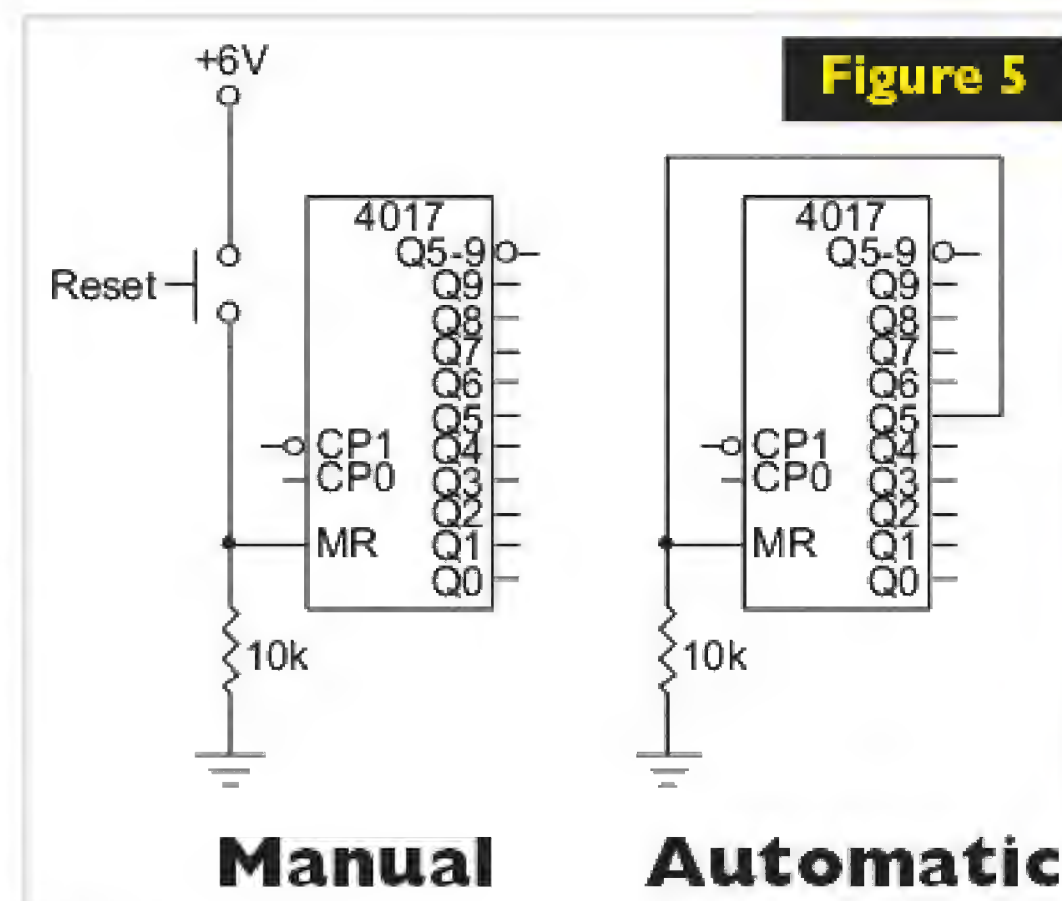 Figure 5
+6V
Reset
4017
Q5-9
Q9
Q8
Q7
Q6
Q5
CP1 Q4
CP0 Q3
Q2
MR Q1
Q0
10k
Manual
4017
Q5-9
Q9
Q8
Q7
Q6
Q5
CP1 Q4
CP0 Q3
Q2
MR Q1
Q0
10k
Automatic